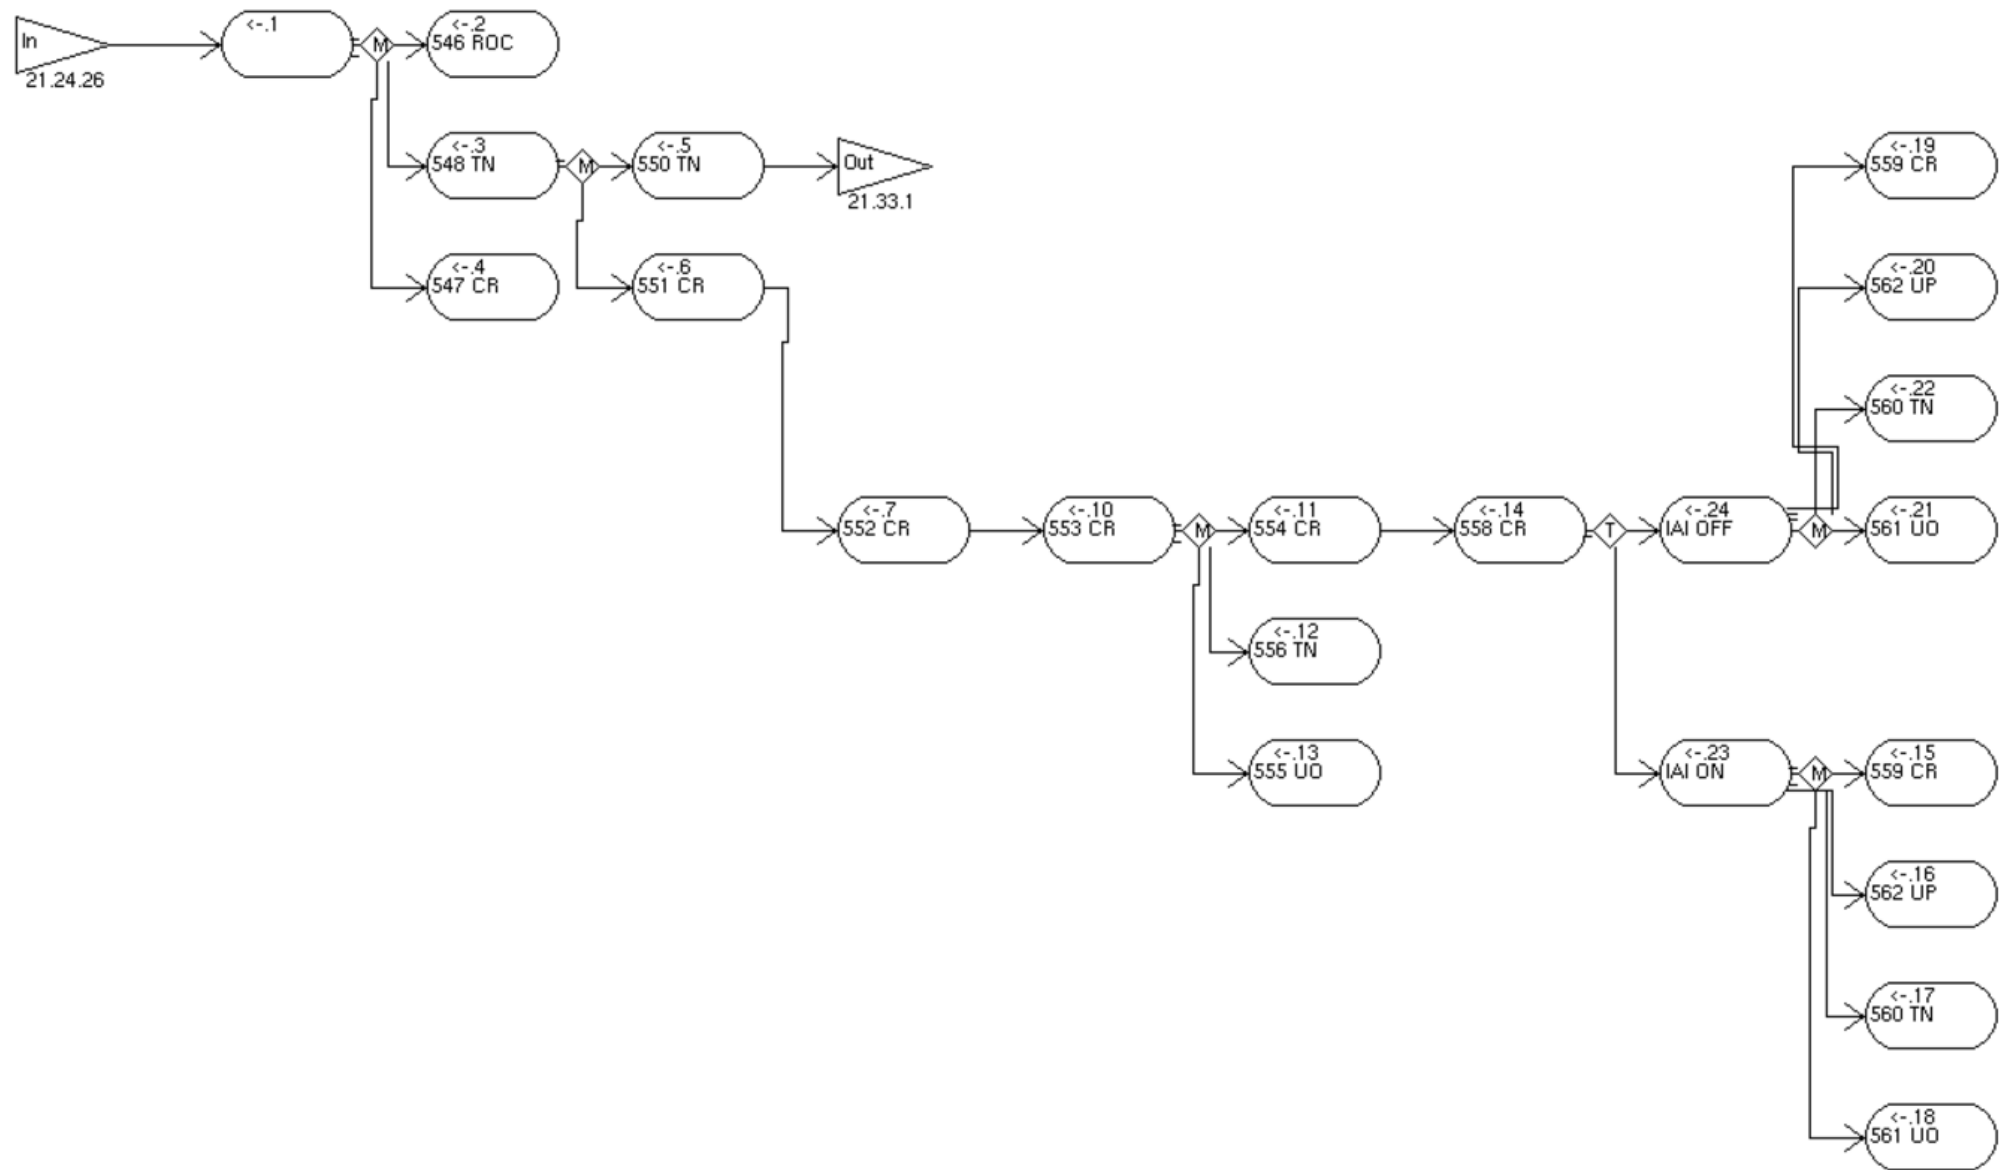 In
21.24.26
<-.1
M
<-.2
546 ROC
<-.3
548 TN
M
<-.5
550 TN
Out
21.33.1
<-.4
547 CR
<-.6
551 CR
<-.19
559 CR
<-.20
562 UP
<-.22
560 TN
<-.7
552 CR
<-.10
553 CR
M
<-.11
554 CR
<-.14
558 CR
T
<-.24
IAI OFF
M
<-.21
561 UO
<-.12
556 TN
<-.13
555 UO
<-.23
IAI ON
M
<-.15
559 CR
<-.16
562 UP
<-.17
560 TN
<-.18
561 UO